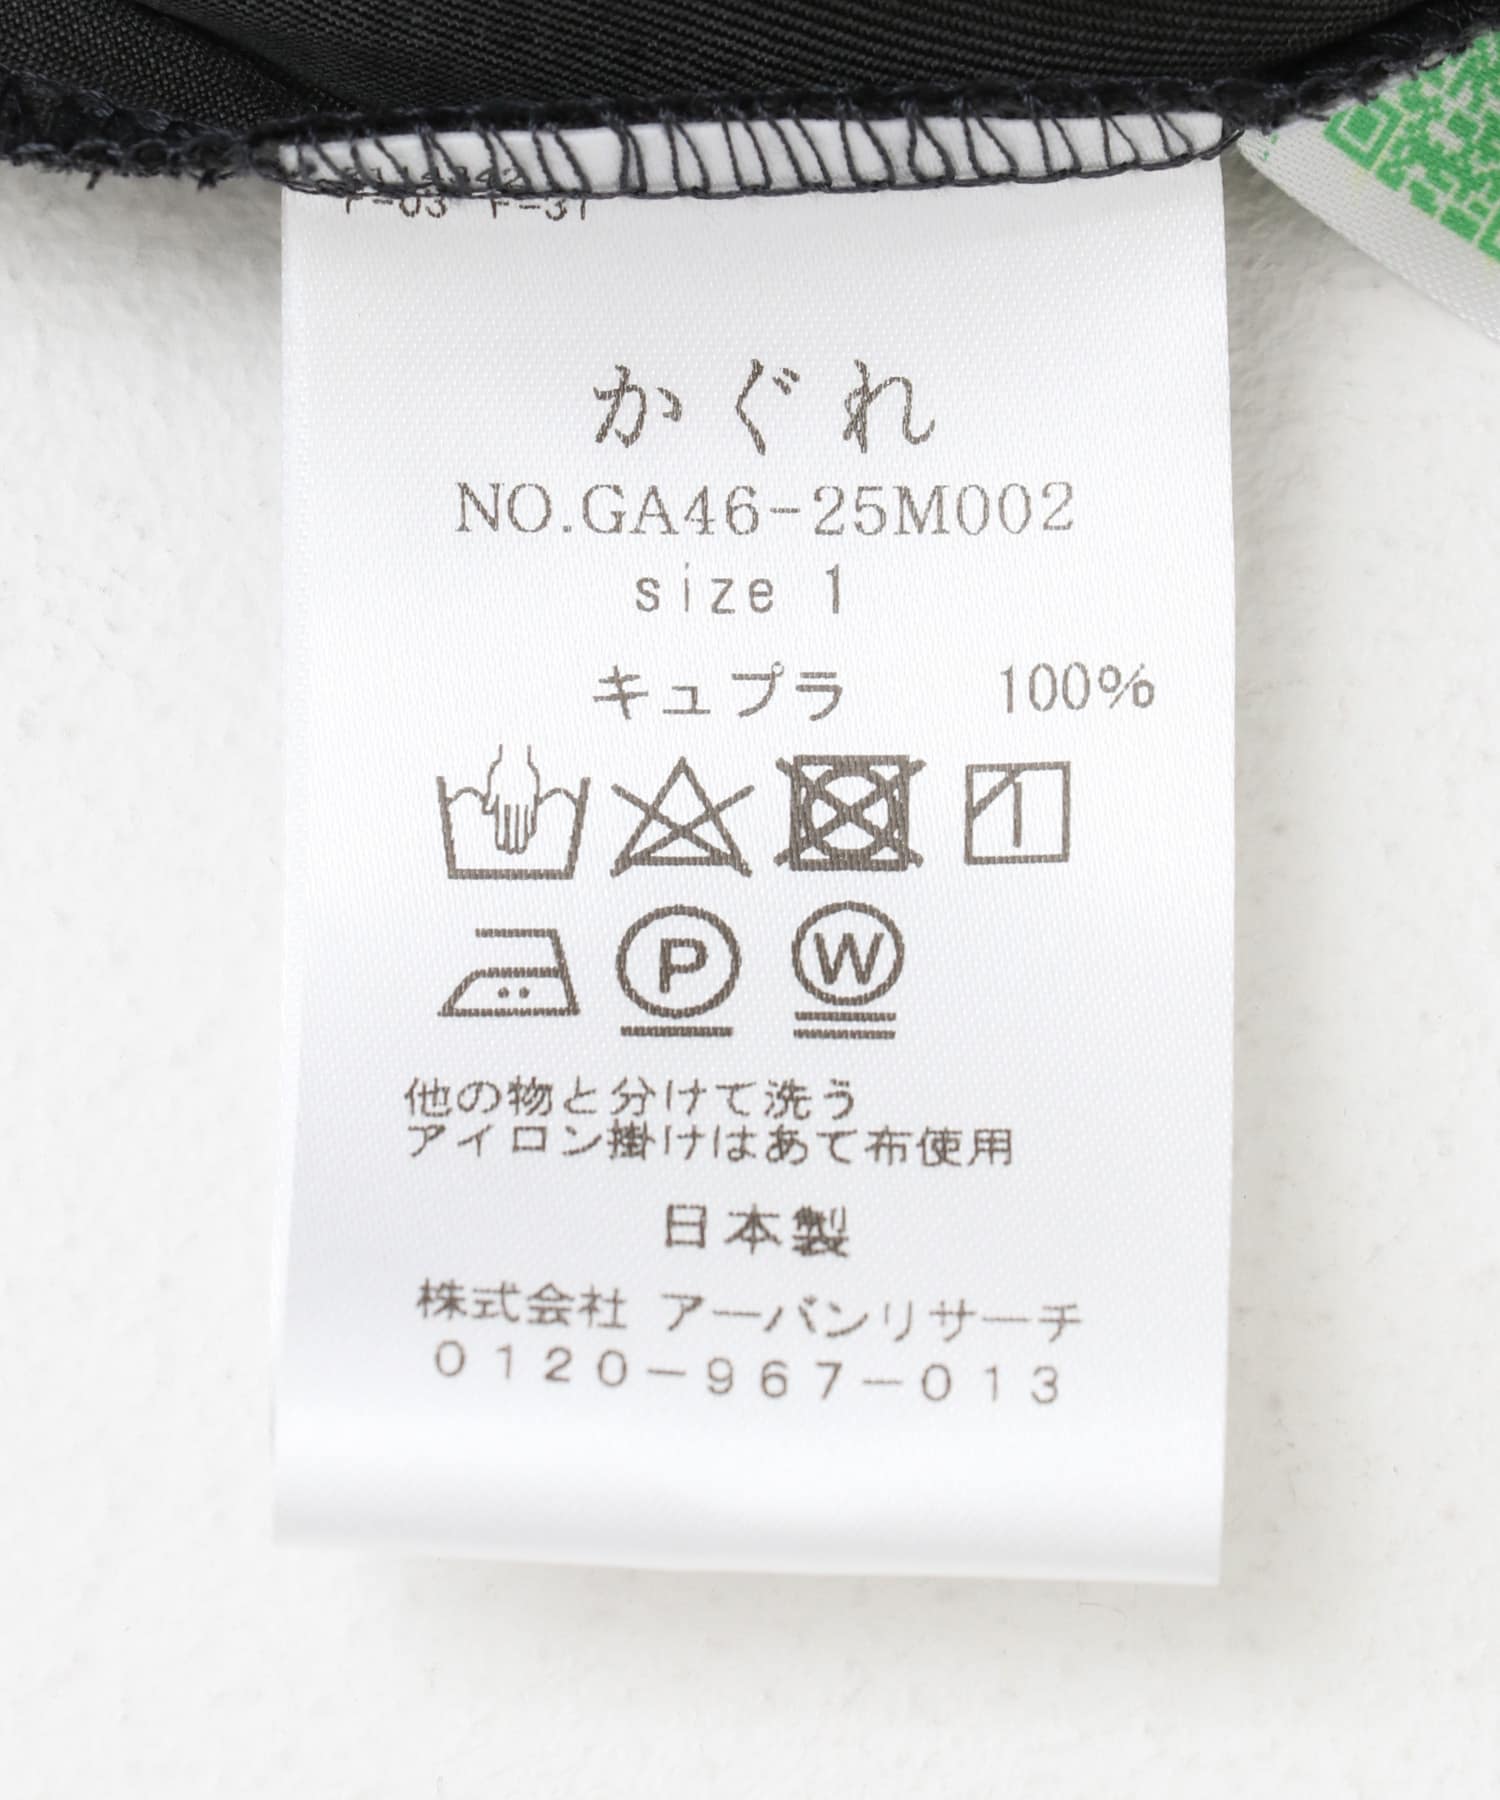 かぐれ
NO.GA46-25M002
size 1
キュプラ 100%
P
W
他の物と分けて洗う
アイロン掛けはあて布使用
日本製
株式会社 アーバンリサーチ
0120-967-013